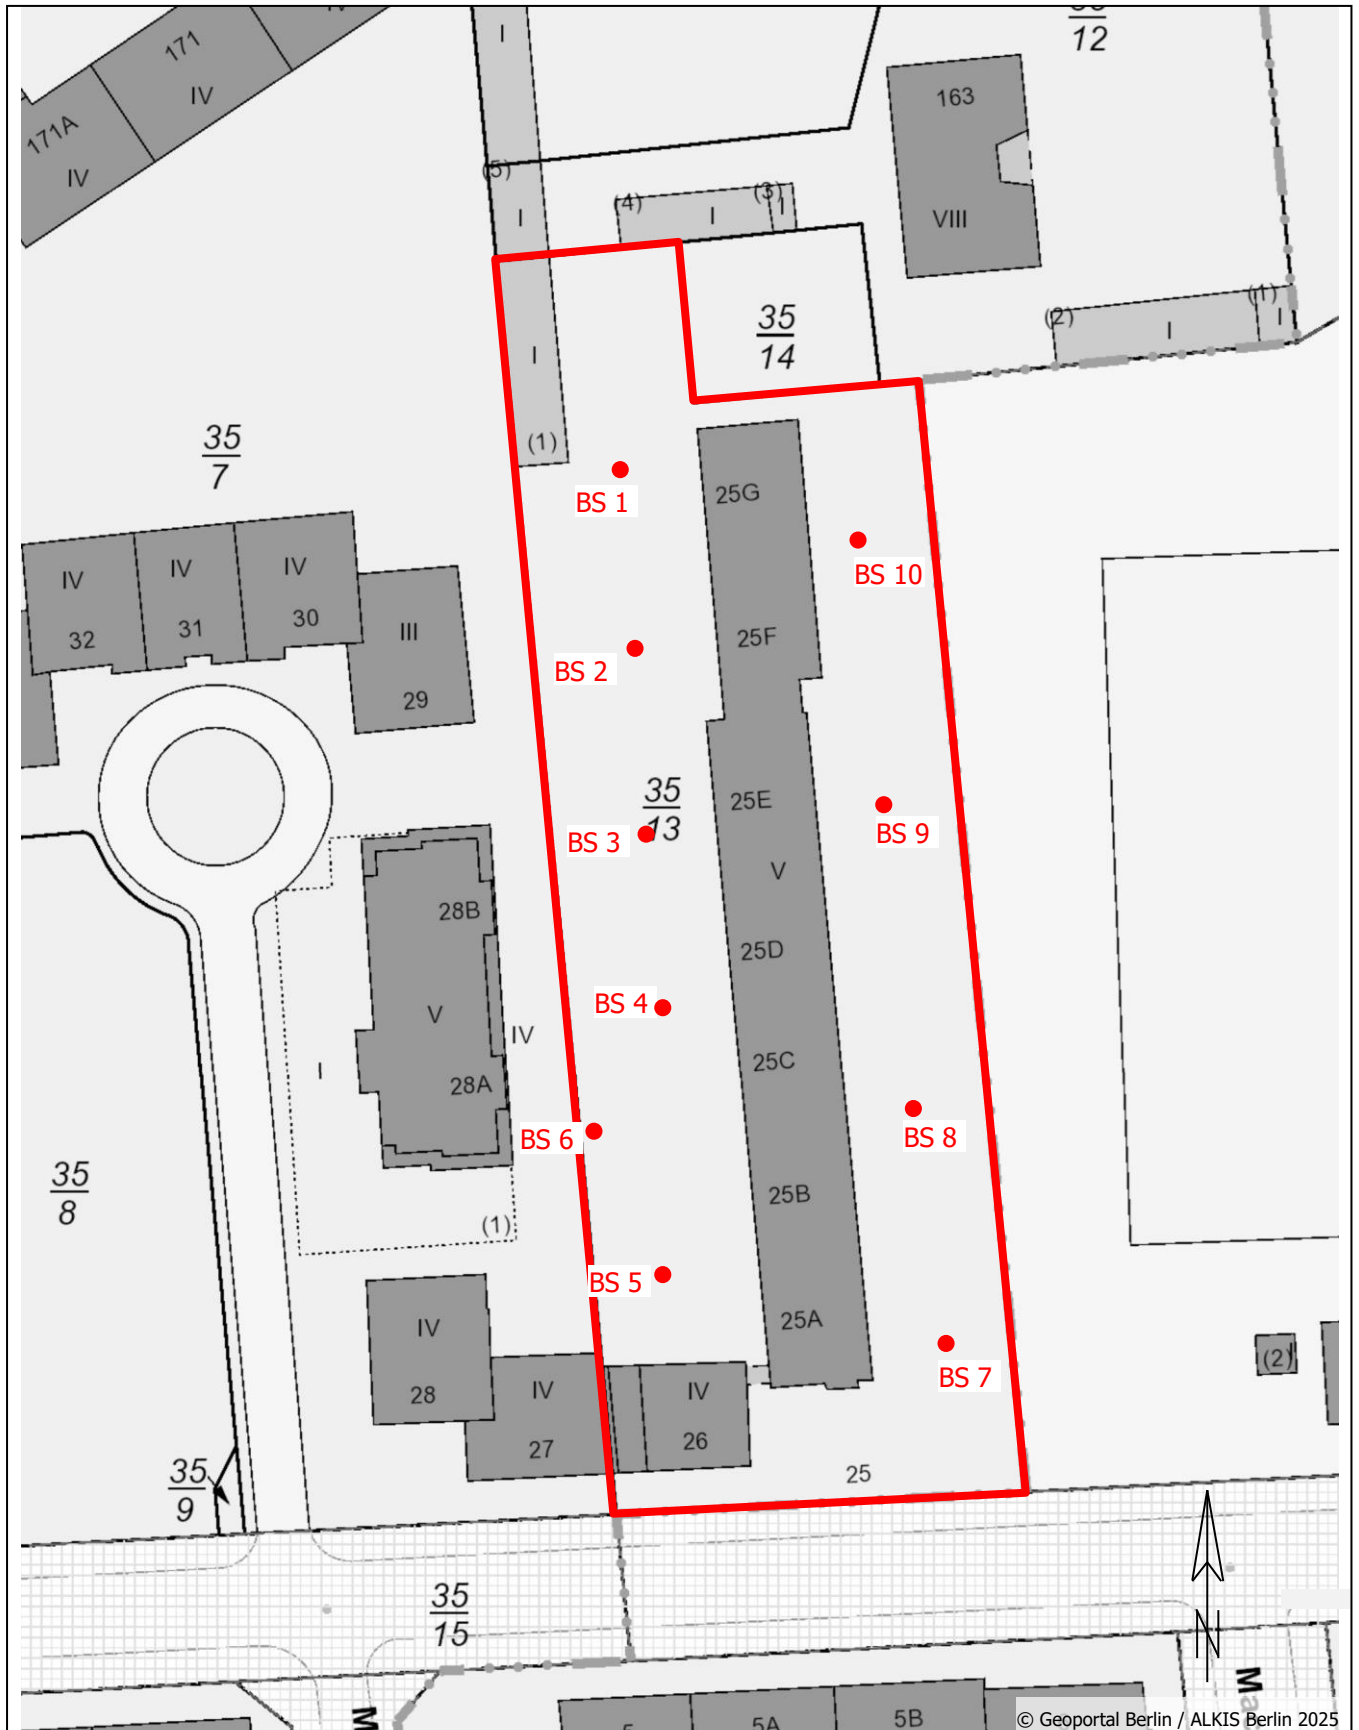 171
IV
IV
171A
IV
I
12
163
VIII
(5)
I
(4)
I
(3)
I
35
14
(2)
I
(1)
I
I
(1)
35
7
BS 1
25G
BS 10
IV
32
IV
31
IV
30
III
29
25F
BS 2
35
13
25E
BS 9
BS 3
V
28B
25D
V
IV
BS 4
I
28A
25C
BS 6
BS 8
35
8
25B
(1)
BS 5
25A
IV
28
BS 7
(2)
IV
27
IV
26
25
35
9
35
15
N
5A
5B
© Geoportal Berlin / ALKIS Berlin 2025